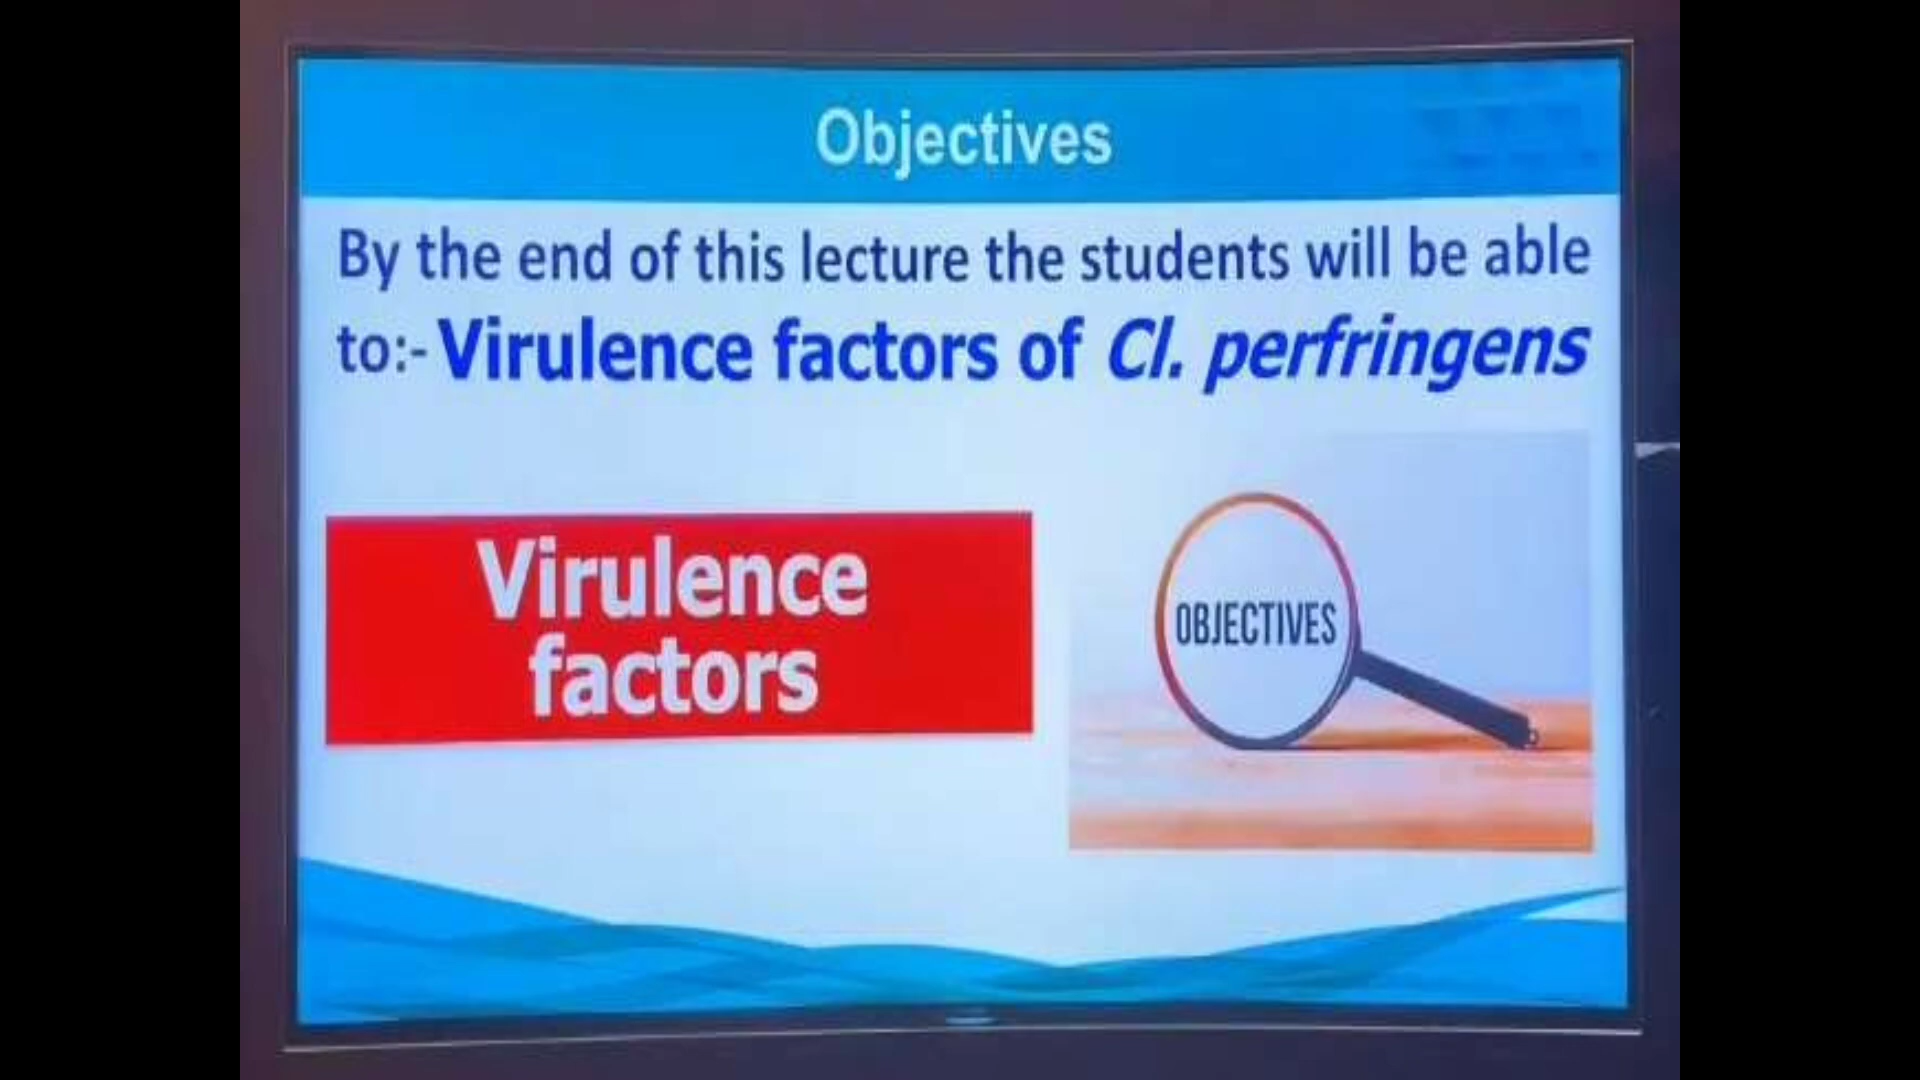 Objectives
By the end of this lecture the students will be able
to:- Virulence factors of Cl. perfringens
Virulence
factors
OBJECTIVES